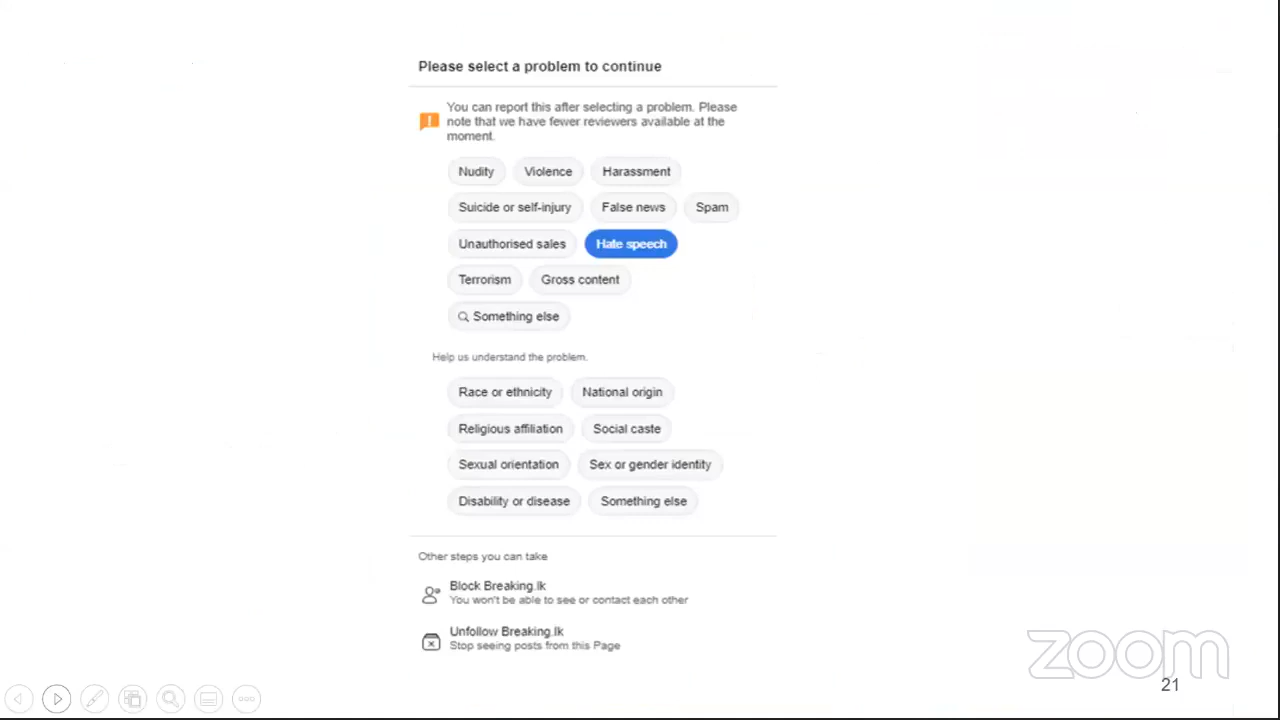 Please select a problem to continue
You can report this after selecting a problem. Please
note that we have fewer reviewers available at the
moment.
Nudity Violence Harassment
Suicide or self-injury False news Spam
Unauthorised sales Hate speech
Terrorism Gross content
Something else
Help us understand the problem.
Race or ethnicity National origin
Religious affiliation Social caste
Sexual orientation Sex or gender identity
Disability or disease Something else
Other steps you can take
Block Breaking.lk
You won't be able to see or contact each other
Unfollow Breaking.lk
Stop seeing posts from this Page
zoom
21